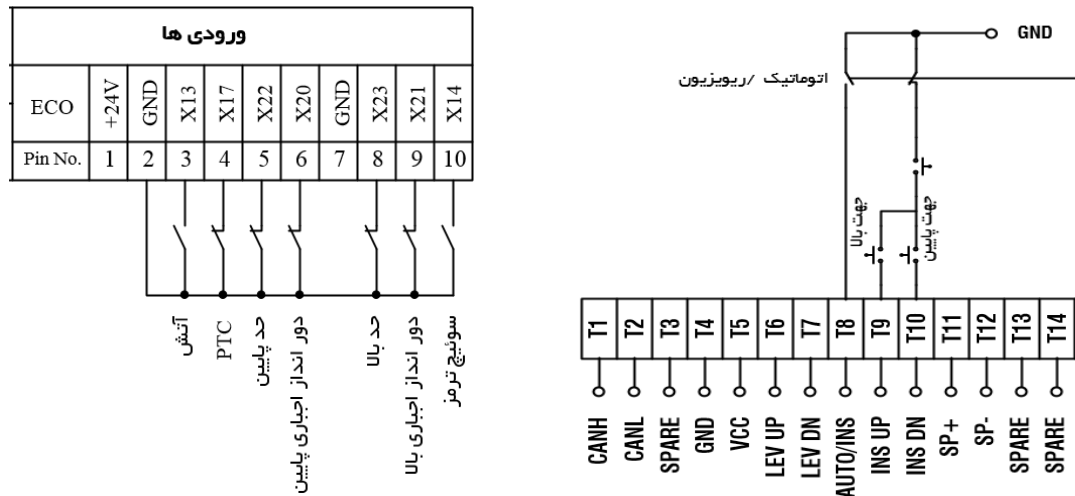 ورودی ها
ECO +24V GND X13 X17 X22 X20 GND X23 X21 X14
Pin No. 1 2 3 4 5 6 7 8 9 10
آتش
PTC
حد پایین
دور انداز اجباری پایین
حد بالا
دور انداز اجباری بالا
سوئیچ ترمز
GND
اتوماتیک / ریویزیون
جهت بالا
جهت پایین
T1 T2 T3 T4 T5 T6 T7 T8 T9 T10 T11 T12 T13 T14
CANH CANL SPARE GND VCC LEV UP LEV DN AUTO/INS INS UP INS DN SP+ SP- SPARE SPARE